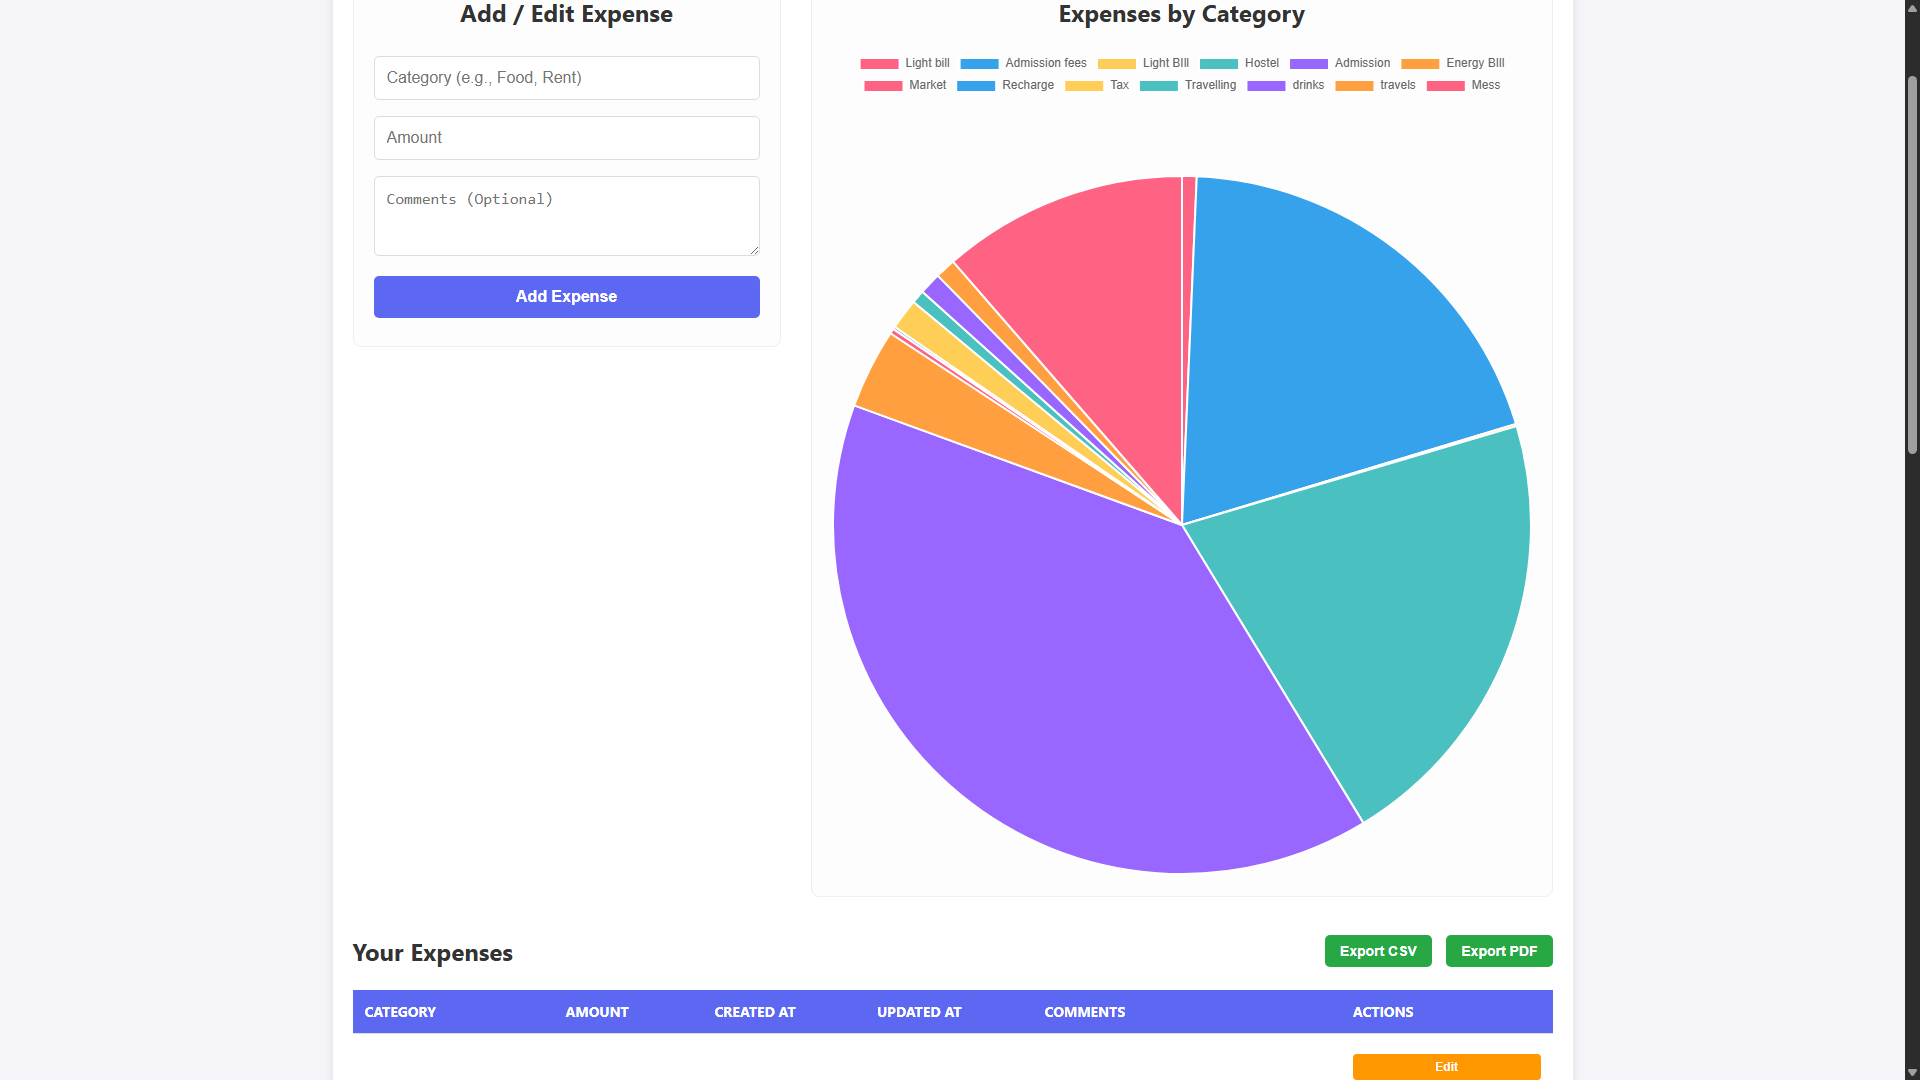 Add / Edit Expense
Category (e.g., Food, Rent)
Amount
Comments (Optional)
Add Expense
Expenses by Category
Light bill Admission fees Light BIll Hostel Admission Energy BIll
Market Recharge Tax Travelling drinks travels Mess
Your Expenses
Export CSV Export PDF
CATEGORY AMOUNT CREATED AT UPDATED AT COMMENTS ACTIONS
Edit